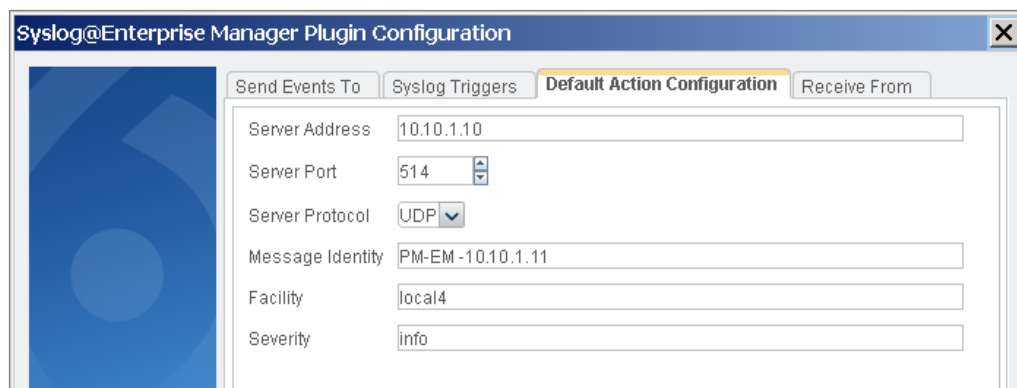 Syslog@Enterprise Manager Plugin Configuration
Send Events To Syslog Triggers Default Action Configuration Receive From
Server Address 10.10.1.10
Server Port 514
Server Protocol UDP
Message Identity PM-EM -10.10.1.11
Facility local4
Severity info